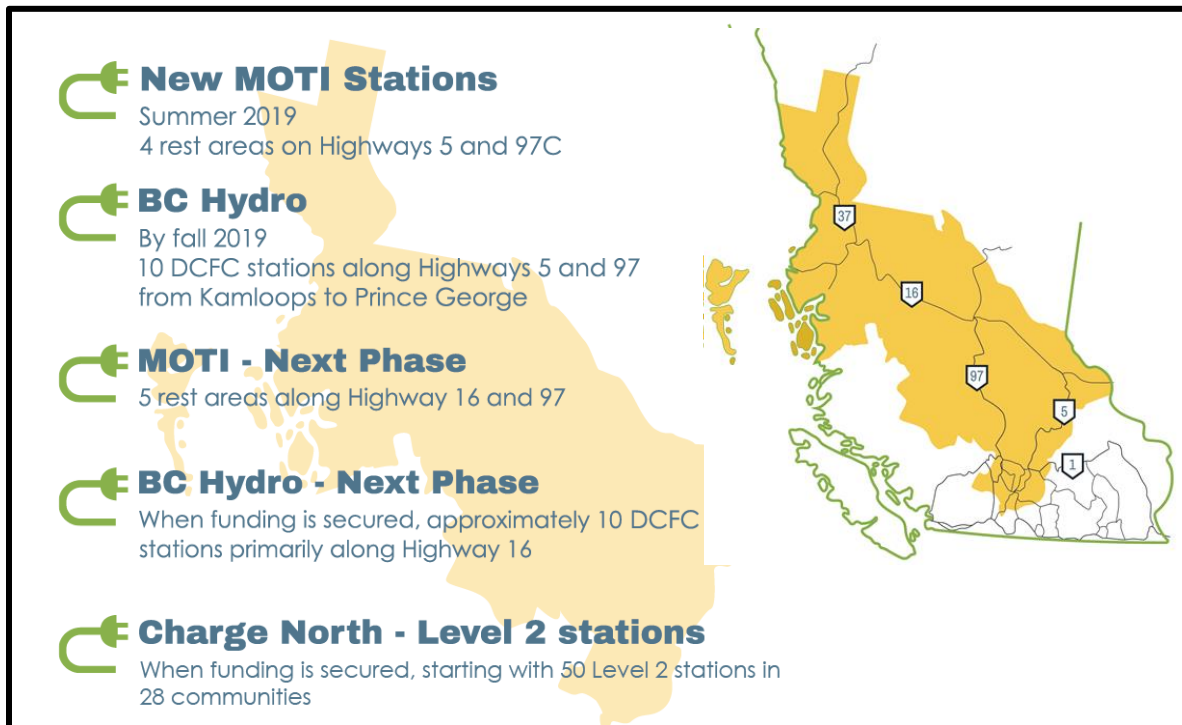 New MOTI Stations
Summer 2019
4 rest areas on Highways 5 and 97C
BC Hydro
By fall 2019
10 DCFC stations along Highways 5 and 97
from Kamloops to Prince George
MOTI - Next Phase
5 rest areas along Highway 16 and 97
BC Hydro - Next Phase
When funding is secured, approximately 10 DCFC
stations primarily along Highway 16
Charge North - Level 2 stations
When funding is secured, starting with 50 Level 2 stations in
28 communities
37
16
97
5
1